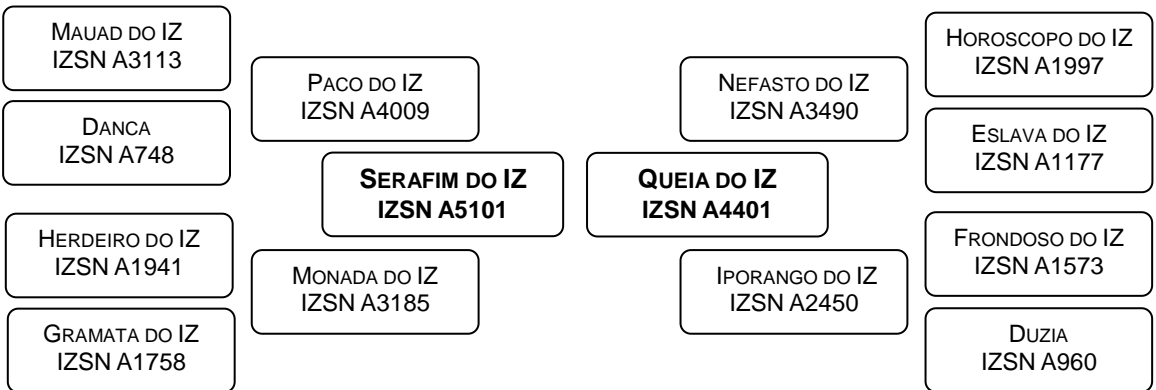 MAUAD DO IZ
IZSN A3113
DANCA
IZSN A748
HERDEIRO DO IZ
IZSN A1941
GRAMATA DO IZ
IZSN A1758
PACO DO IZ
IZSN A4009
MONADA DO IZ
IZSN A3185
SERAFIM DO IZ
IZSN A5101
QUEIA DO IZ
IZSN A4401
NEFASTO DO IZ
IZSN A3490
IPORANGO DO IZ
IZSN A2450
HOROSCOPO DO IZ
IZSN A1997
ESLAVA DO IZ
IZSN A1177
FRONDOSO DO IZ
IZSN A1573
DUZIA
IZSN A960